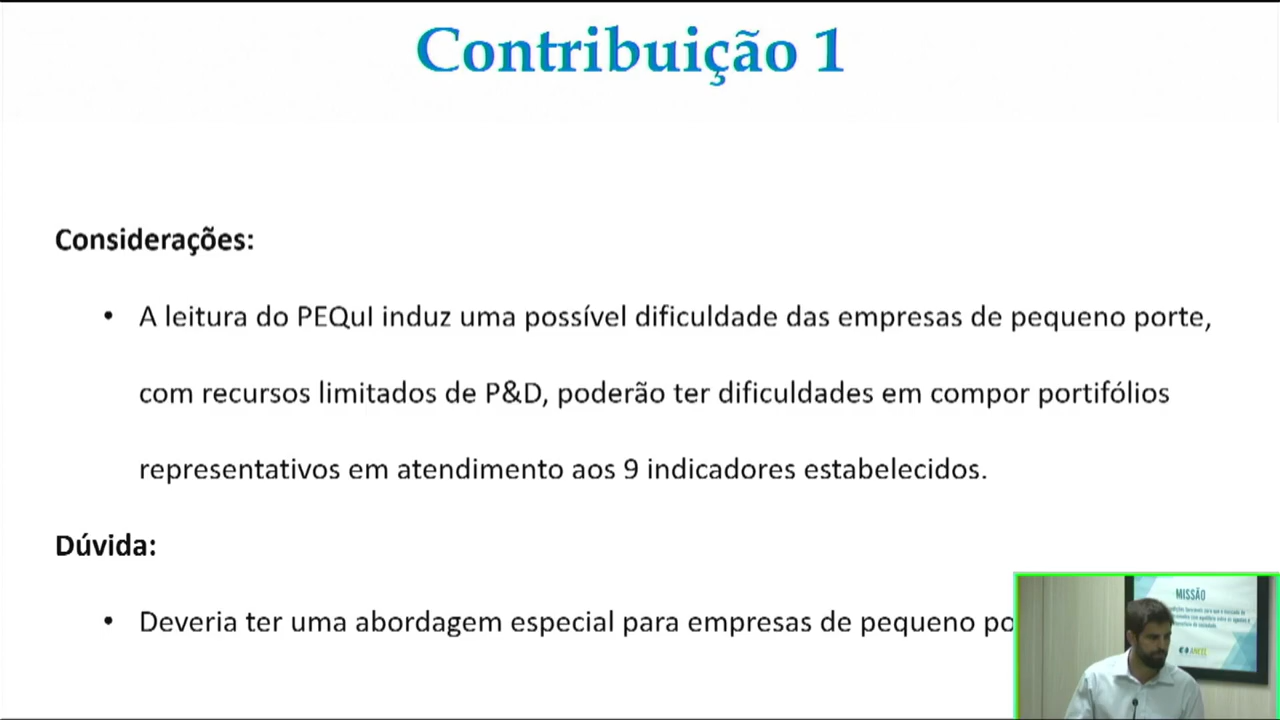 Contribuição 1
Considerações:
• A leitura do PEQuI induz uma possível dificuldade das empresas de pequeno porte,
com recursos limitados de P&D, poderão ter dificuldades em compor portifólios
representativos em atendimento aos 9 indicadores estabelecidos.
Dúvida:
• Deveria ter uma abordagem especial para empresas de pequeno po
MISSÃO
ANEEL